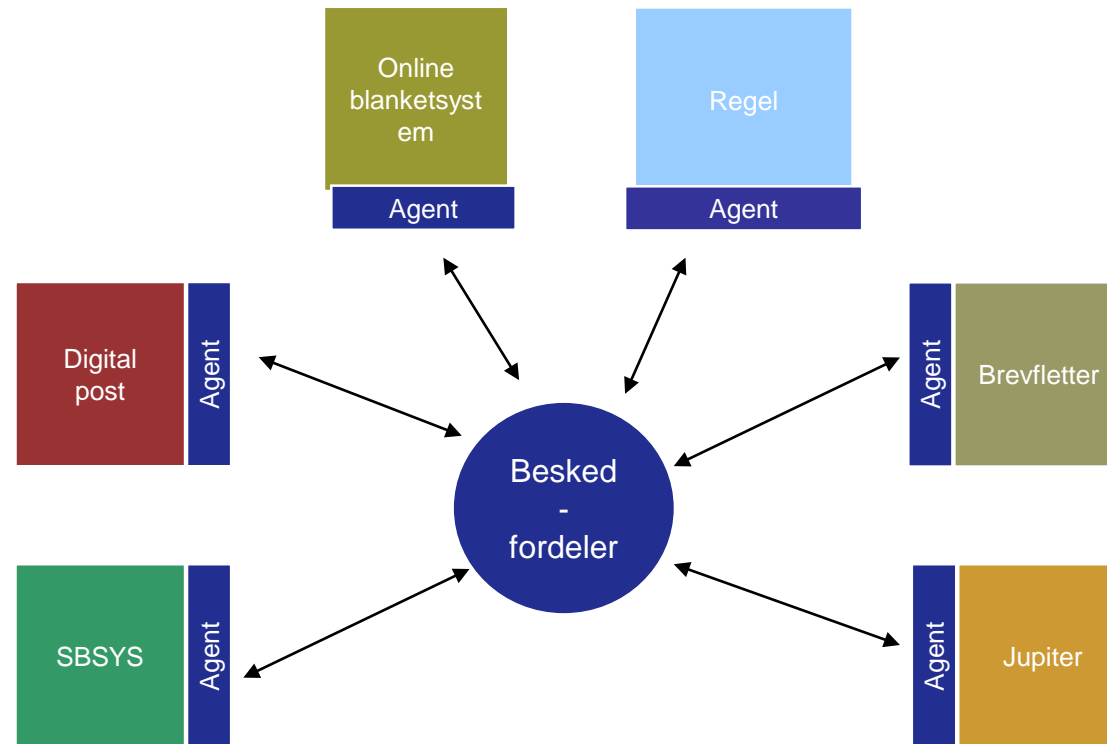 Online
blanketsyst
em
Agent
Regel
Agent
Digital
post
Agent
Agent
Brevfletter
Besked
-
fordeler
SBSYS
Agent
Agent
Jupiter